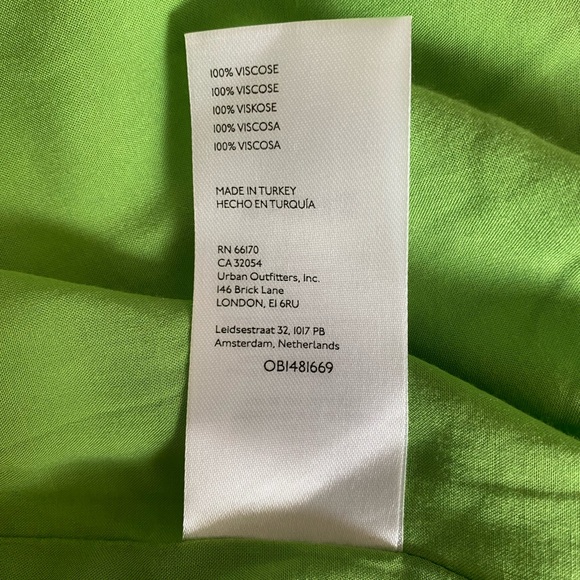 100% VISCOSE
100% VISCOSE
100% VISKOSE
100% VISCOSA
100% VISCOSA
MADE IN TURKEY
HECHO EN TURQUÍA
RN 66170
CA 32054
Urban Outfitters, Inc.
146 Brick Lane
LONDON, E1 6RU
Leidsestraat 32, 1017 PB
Amsterdam, Netherlands
OB1481669